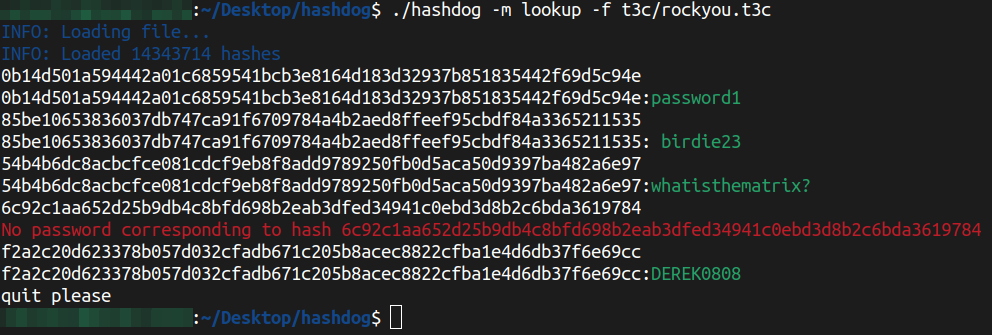 :~/Desktop/hashdog$ ./hashdog -m lookup -f t3c/rockyou.t3c
INFO: Loading file...
INFO: Loaded 14343714 hashes
0b14d501a594442a01c6859541bcb3e8164d183d32937b851835442f69d5c94e
0b14d501a594442a01c6859541bcb3e8164d183d32937b851835442f69d5c94e:password1
85be10653836037db747ca91f6709784a4b2aed8ffeef95cbdf84a3365211535
85be10653836037db747ca91f6709784a4b2aed8ffeef95cbdf84a3365211535: birdie23
54b4b6dc8acbcfce081cdcf9eb8f8add9789250fb0d5aca50d9397ba482a6e97
54b4b6dc8acbcfce081cdcf9eb8f8add9789250fb0d5aca50d9397ba482a6e97:whatisthematrix?
6c92c1aa652d25b9db4c8bfd698b2eab3dfed34941c0ebd3d8b2c6bda3619784
No password corresponding to hash 6c92c1aa652d25b9db4c8bfd698b2eab3dfed34941c0ebd3d8b2c6bda3619784
f2a2c20d623378b057d032cfadb671c205b8acec8822cfba1e4d6db37f6e69cc
f2a2c20d623378b057d032cfadb671c205b8acec8822cfba1e4d6db37f6e69cc:DEREK0808
quit please
:~/Desktop/hashdog$